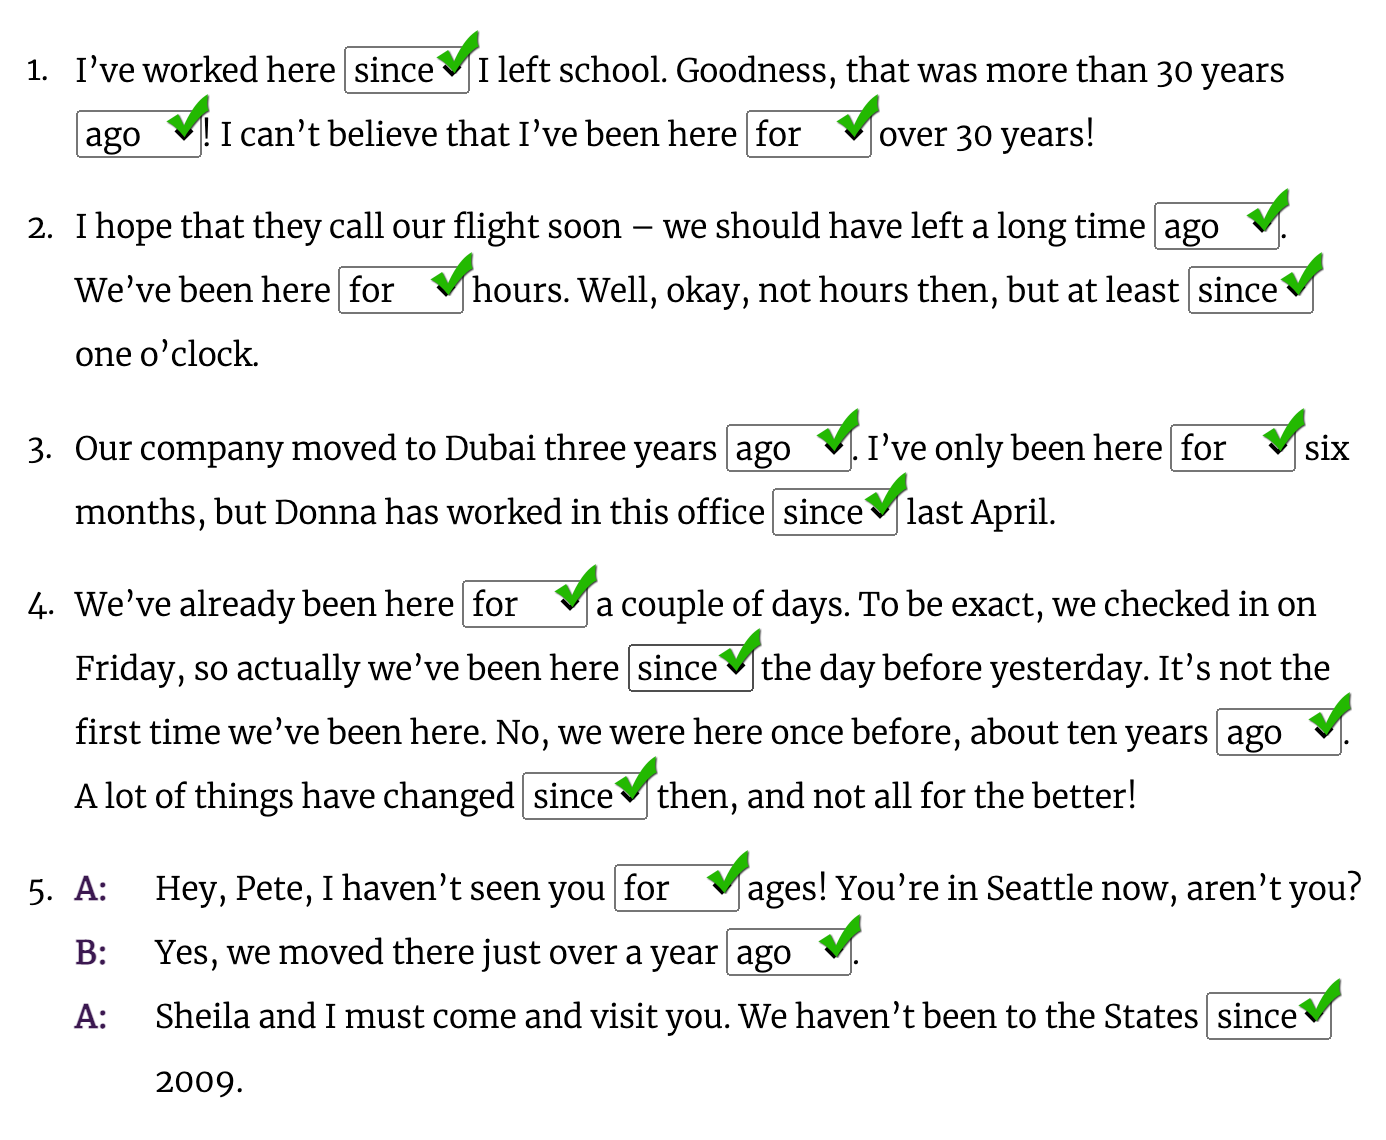 1. I’ve worked here since I left school. Goodness, that was more than 30 years
ago ! I can’t believe that I’ve been here for over 30 years!
2. I hope that they call our flight soon – we should have left a long time ago .
We’ve been here for hours. Well, okay, not hours then, but at least since
one o’clock.
3. Our company moved to Dubai three years ago . I’ve only been here for six
months, but Donna has worked in this office since last April.
4. We’ve already been here for a couple of days. To be exact, we checked in on
Friday, so actually we’ve been here since the day before yesterday. It’s not the
first time we’ve been here. No, we were here once before, about ten years ago .
A lot of things have changed since then, and not all for the better!
5. A: Hey, Pete, I haven’t seen you for ages! You’re in Seattle now, aren’t you?
B: Yes, we moved there just over a year ago .
A: Sheila and I must come and visit you. We haven’t been to the States since
2009.